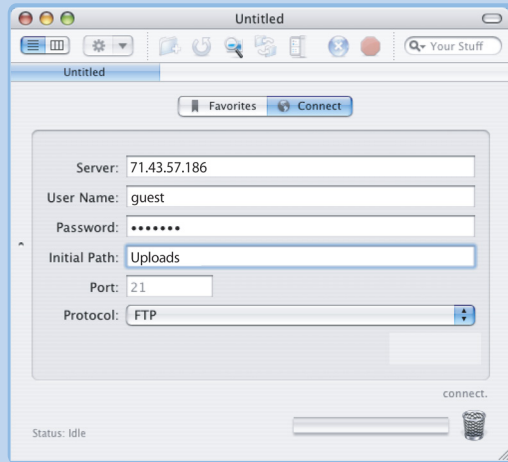 Untitled
Your Stuff
Untitled
Favorites
Connect
Server: 71.43.57.186
User Name: guest
Password: •••••••
Initial Path: Uploads
Port: 21
Protocol: FTP
connect.
Status: Idle